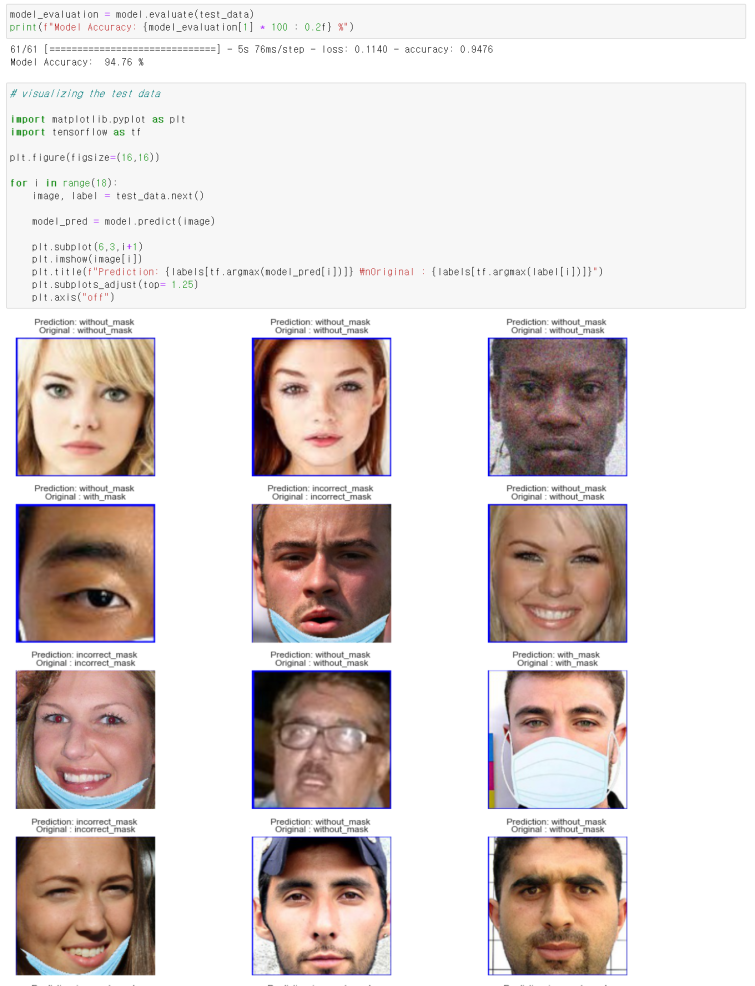 model_evaluation = model.evaluate(test_data)
print(f"Model Accuracy: {model_evaluation[1] * 100 : 0.2f} %")
61/61 [==============================] - 5s 76ms/step - loss: 0.1140 - accuracy: 0.9476
Model Accuracy:  94.76 %
# visualizing the test data
import matplotlib.pyplot as plt
import tensorflow as tf
plt.figure(figsize=(16,16))
for i in range(18):
    image, label = test_data.next()
    model_pred = model.predict(image)
    plt.subplot(6,3,i+1)
    plt.imshow(image[i])
    plt.title(f"Prediction: {labels[tf.argmax(model_pred[i])]} ₩nOriginal : {labels[tf.argmax(label[i])]}")
    plt.subplots_adjust(top= 1.25)
    plt.axis("off")
Prediction: without_mask
Original : without_mask
Prediction: without_mask
Original : without_mask
Prediction: without_mask
Original : without_mask
Prediction: without_mask
Original : with_mask
Prediction: incorrect_mask
Original : incorrect_mask
Prediction: without_mask
Original : without_mask
Prediction: incorrect_mask
Original : incorrect_mask
Prediction: without_mask
Original : without_mask
Prediction: with_mask
Original : with_mask
Prediction: incorrect_mask
Original : incorrect_mask
Prediction: without_mask
Original : without_mask
Prediction: without_mask
Original : without_mask